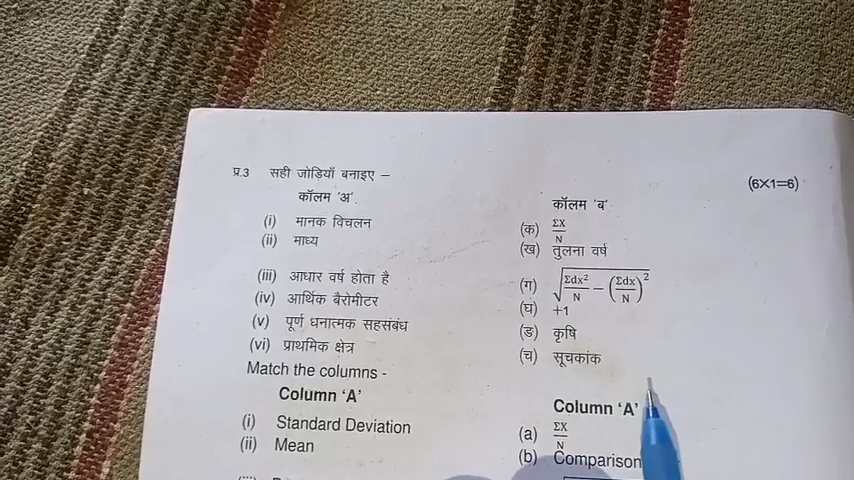 प्र.3 सही जोड़ियाँ बनाइए – (6×1=6)
कॉलम 'अ' कॉलम 'ब'
(i) मानक विचलन (क) ΣX/N
(ii) माध्य (ख) तुलना वर्ष
(iii) आधार वर्ष होता है (ग) √(Σdx²/N − (Σdx/N)²)
(iv) आर्थिक बैरोमीटर (घ) +1
(v) पूर्ण धनात्मक सहसंबंध (ङ) कृषि
(vi) प्राथमिक क्षेत्र (च) सूचकांक
Match the columns -
Column 'A' Column 'A'
(i) Standard Deviation (a) ΣX/N
(ii) Mean (b) Comparison